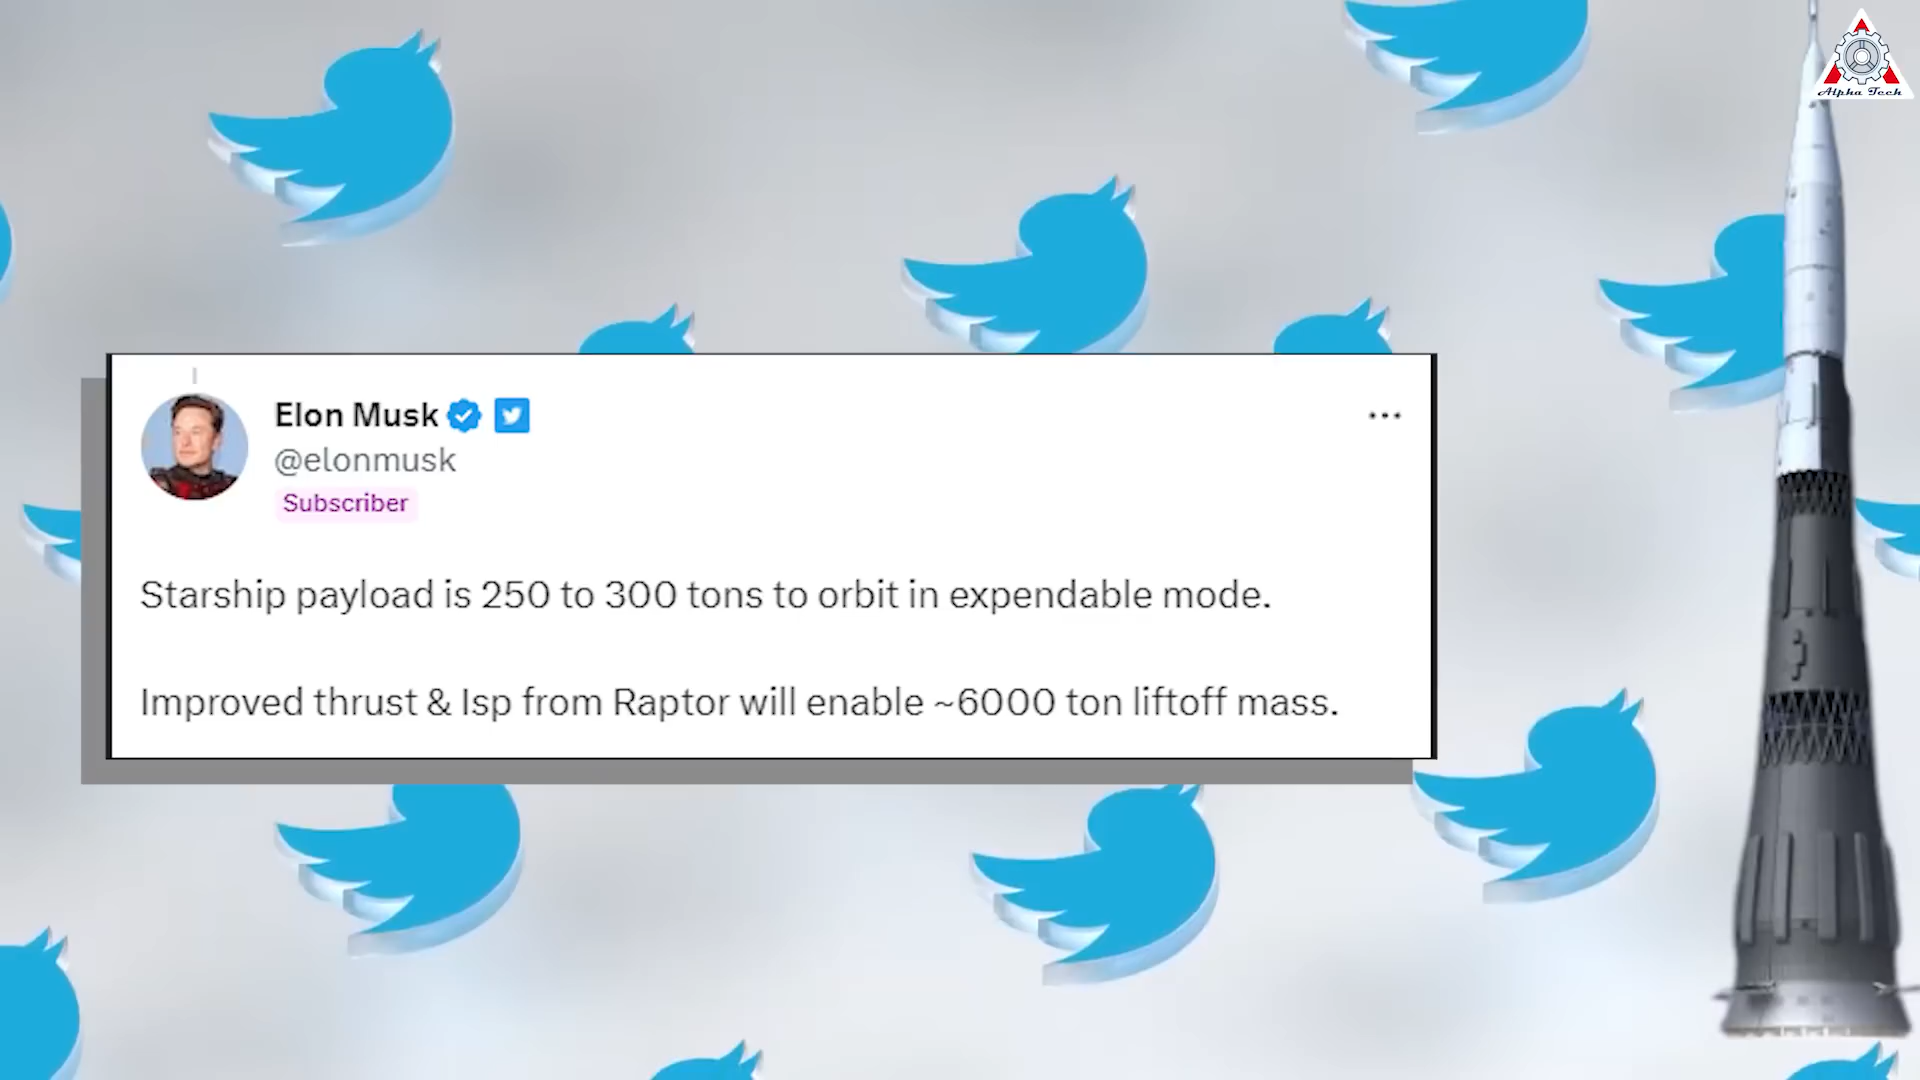 Alpha Tech
Elon Musk
@elonmusk
Subscriber
Starship payload is 250 to 300 tons to orbit in expendable mode.
Improved thrust & Isp from Raptor will enable ~6000 ton liftoff mass.